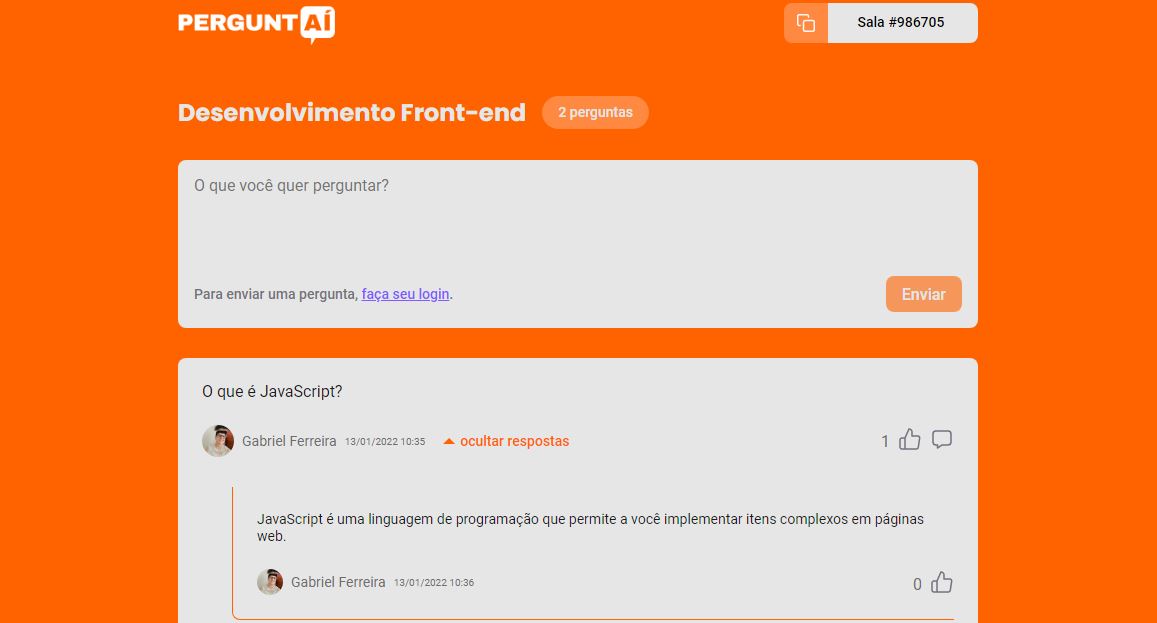 PERGUNTAÍ
Sala #986705
Desenvolvimento Front-end
2 perguntas
O que você quer perguntar?
Para enviar uma pergunta, faça seu login.
Enviar
O que é JavaScript?
Gabriel Ferreira 13/01/2022 10:35 ocultar respostas
1
JavaScript é uma linguagem de programação que permite a você implementar itens complexos em páginas
web.
Gabriel Ferreira 13/01/2022 10:36
0